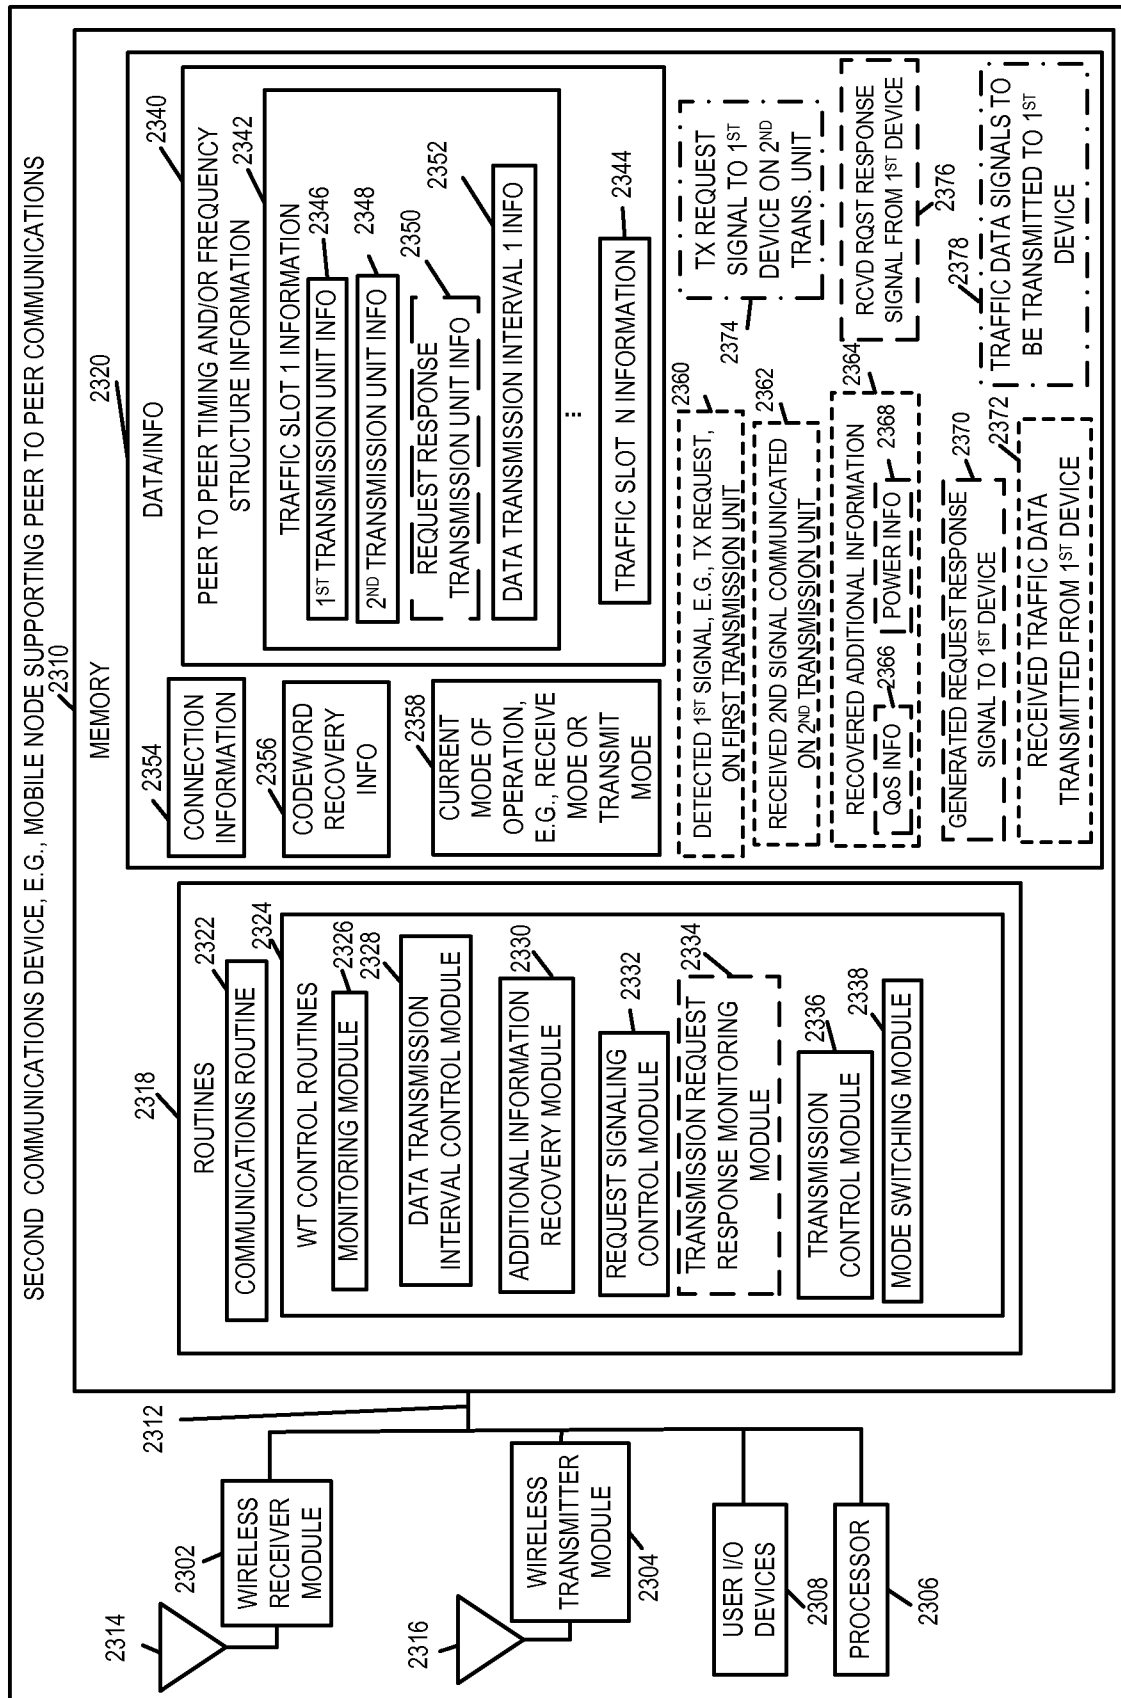 SECOND COMMUNICATIONS DEVICE, E.G., MOBILE NODE SUPPORTING PEER TO PEER COMMUNICATIONS
2310
MEMORY
2314
2302
WIRELESS
RECEIVER
MODULE
2312
2316
WIRELESS
TRANSMITTER
MODULE
2304
USER I/O
DEVICES
2308
PROCESSOR
2306
2318
ROUTINES
2322
COMMUNICATIONS ROUTINE
2324
WT CONTROL ROUTINES
2326
MONITORING MODULE
2328
DATA TRANSMISSION
INTERVAL CONTROL MODULE
2330
ADDITIONAL INFORMATION
RECOVERY MODULE
2332
REQUEST SIGNALING
CONTROL MODULE
2334
TRANSMISSION REQUEST
RESPONSE MONITORING
MODULE
2336
TRANSMISSION
CONTROL MODULE
2338
MODE SWITCHING MODULE
2320
DATA/INFO
2354
CONNECTION
INFORMATION
2356
CODEWORD
RECOVERY
INFO
2358
CURRENT
MODE OF
OPERATION,
E.G., RECEIVE
MODE OR
TRANSMIT
MODE
2340
PEER TO PEER TIMING AND/OR FREQUENCY
STRUCTURE INFORMATION
2342
TRAFFIC SLOT 1 INFORMATION
2346
1ST TRANSMISSION UNIT INFO
2348
2ND TRANSMISSION UNIT INFO
2350
REQUEST RESPONSE
TRANSMISSION UNIT INFO
2352
DATA TRANSMISSION INTERVAL 1 INFO
...
2344
TRAFFIC SLOT N INFORMATION
2360
DETECTED 1ST SIGNAL, E.G., TX REQUEST,
ON FIRST TRANSMISSION UNIT
2362
RECEIVED 2ND SIGNAL COMMUNICATED
ON 2ND TRANSMISSION UNIT
2364
RECOVERED ADDITIONAL INFORMATION
2366
QoS INFO
2368
POWER INFO
2370
GENERATED REQUEST RESPONSE
SIGNAL TO 1ST DEVICE
2372
RECEIVED TRAFFIC DATA
TRANSMITTED FROM 1ST DEVICE
2374
TX REQUEST
SIGNAL TO 1ST
DEVICE ON 2ND
TRANS. UNIT
2376
RCVD RQST RESPONSE
SIGNAL FROM 1ST DEVICE
2378
TRAFFIC DATA SIGNALS TO
BE TRANSMITTED TO 1ST
DEVICE